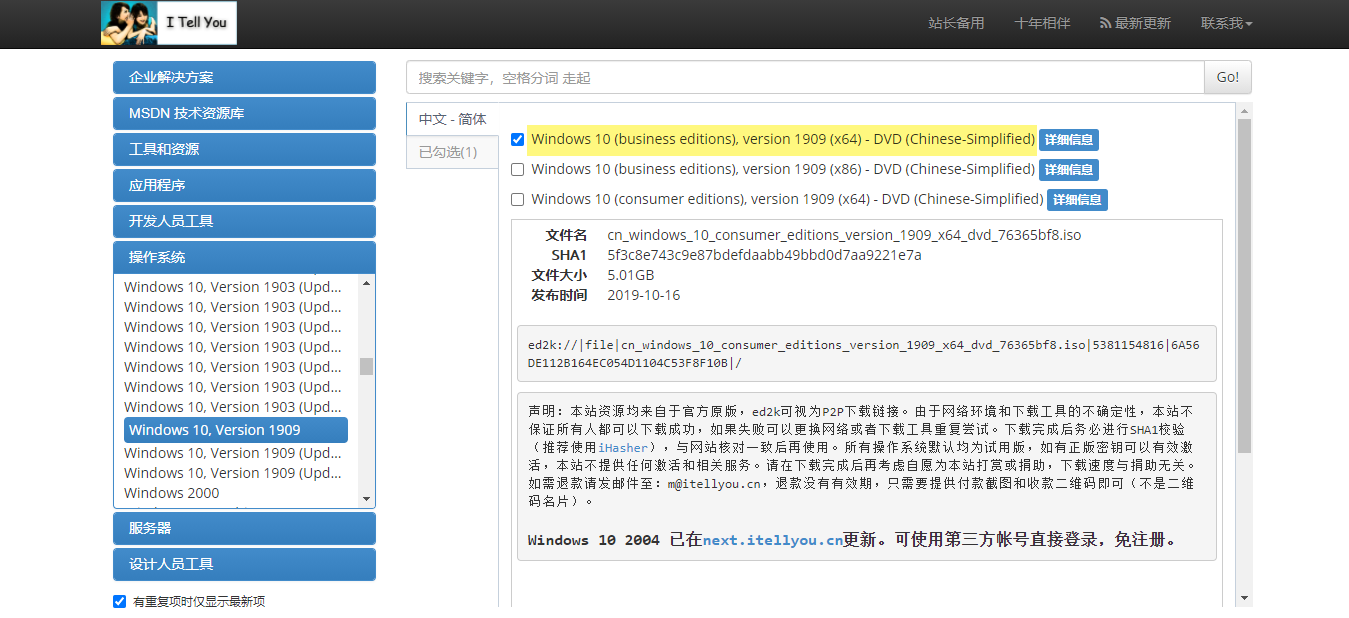 I Tell You
站长备用
十年相伴
最新更新
联系我
企业解决方案
MSDN 技术资源库
工具和资源
应用程序
开发人员工具
操作系统
Windows 10, Version 1903 (Upd...
Windows 10, Version 1903 (Upd...
Windows 10, Version 1903 (Upd...
Windows 10, Version 1903 (Upd...
Windows 10, Version 1903 (Upd...
Windows 10, Version 1903 (Upd...
Windows 10, Version 1903 (Upd...
Windows 10, Version 1909
Windows 10, Version 1909 (Upd...
Windows 10, Version 1909 (Upd...
Windows 2000
服务器
设计人员工具
有重复项时仅显示最新项
搜索关键字，空格分词 走起
Go!
中文 - 简体
已勾选(1)
Windows 10 (business editions), version 1909 (x64) - DVD (Chinese-Simplified) 详细信息
Windows 10 (business editions), version 1909 (x86) - DVD (Chinese-Simplified) 详细信息
Windows 10 (consumer editions), version 1909 (x64) - DVD (Chinese-Simplified) 详细信息
文件名 cn_windows_10_consumer_editions_version_1909_x64_dvd_76365bf8.iso
SHA1 5f3c8e743c9e87bdefdaabb49bbd0d7aa9221e7a
文件大小 5.01GB
发布时间 2019-10-16
ed2k://|file|cn_windows_10_consumer_editions_version_1909_x64_dvd_76365bf8.iso|5381154816|6A56
DE112B164EC054D1104C53F8F10B|/
声明：本站资源均来自于官方原版，ed2k可视为P2P下载链接。由于网络环境和下载工具的不确定性，本站不
保证所有人都可以下载成功，如果失败可以更换网络或者下载工具重复尝试。下载完成后务必进行SHA1校验
（推荐使用iHasher），与网站核对一致后再使用。所有操作系统默认均为试用版，如有正版密钥可以有效激
活，本站不提供任何激活和相关服务。请在下载完成后再考虑自愿为本站打赏或捐助，下载速度与捐助无关。
如需退款请发邮件至：m@itellyou.cn，退款没有有效期，只需要提供付款截图和收款二维码即可（不是二维
码名片）。
Windows 10 2004 已在next.itellyou.cn更新。可使用第三方帐号直接登录，免注册。